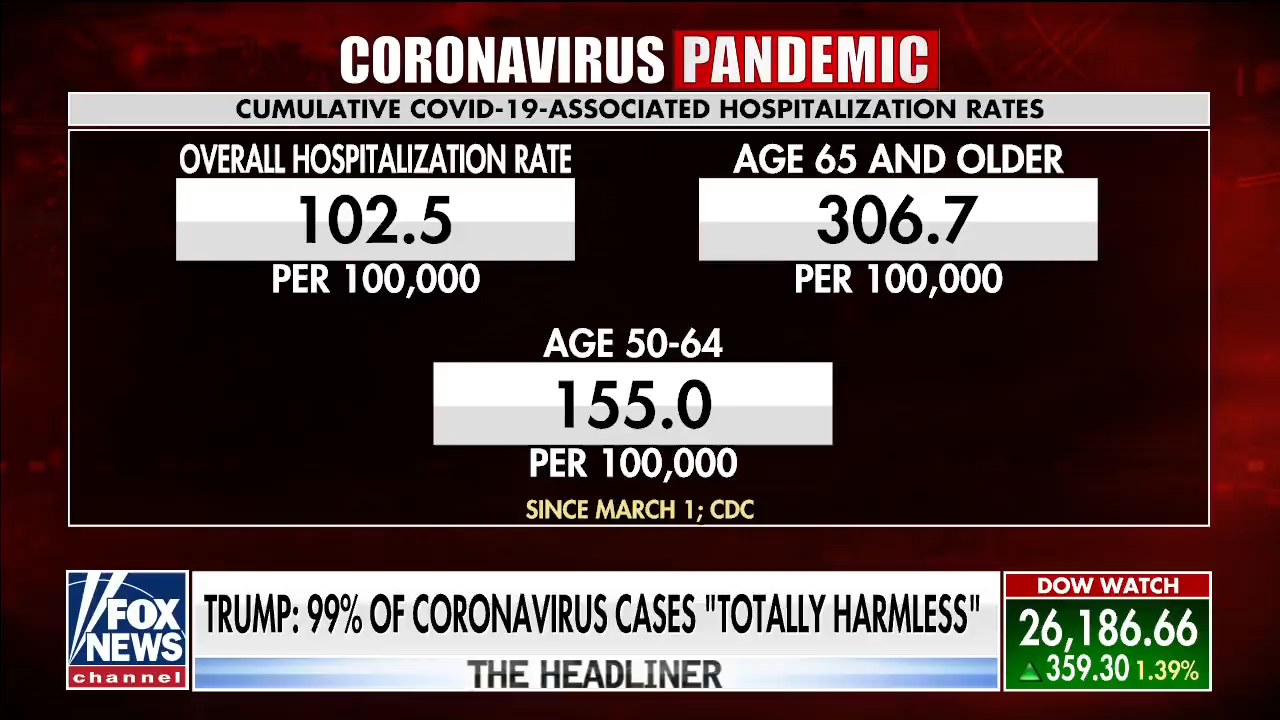 CORONAVIRUS PANDEMIC
CUMULATIVE COVID-19-ASSOCIATED HOSPITALIZATION RATES
OVERALL HOSPITALIZATION RATE
102.5
PER 100,000
AGE 65 AND OLDER
306.7
PER 100,000
AGE 50-64
155.0
PER 100,000
SINCE MARCH 1; CDC
FOX
NEWS
channel
TRUMP: 99% OF CORONAVIRUS CASES "TOTALLY HARMLESS"
THE HEADLINER
DOW WATCH
26,186.66
359.30 1.39%